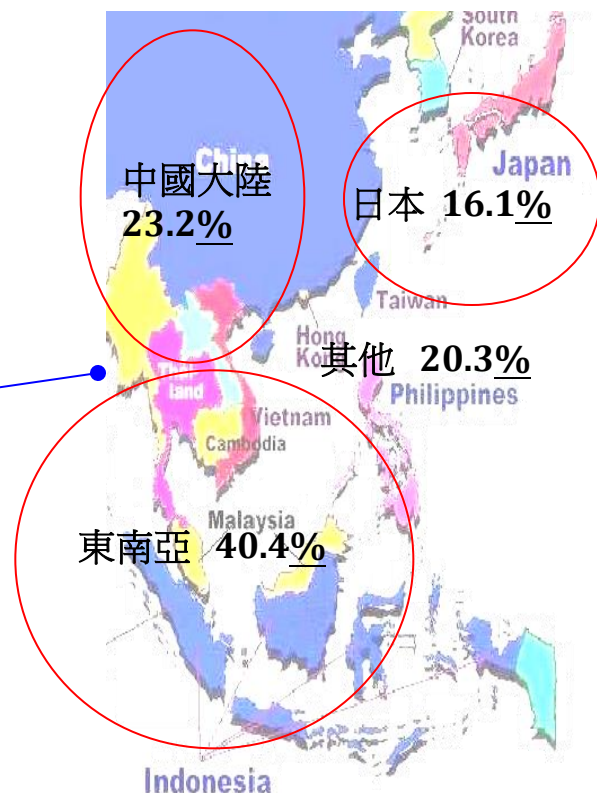 South
Korea
China
中國大陸
23.2%
Japan
日本 16.1%
Taiwan
Hong
Kong
其他 20.3%
Philippines
Thai-
land
Vietnam
Cambodia
Malaysia
東南亞 40.4%
Indonesia